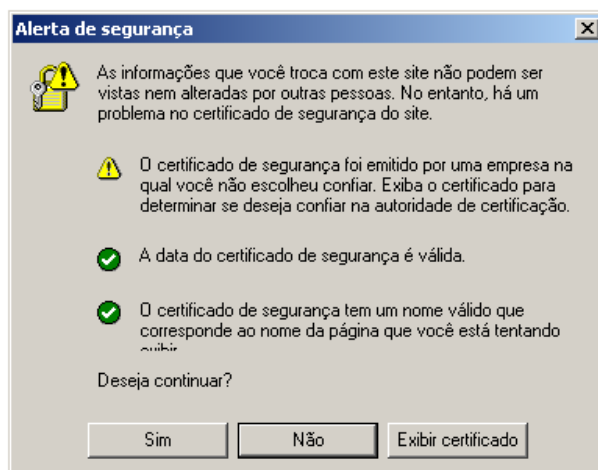 Alerta de segurança
As informações que você troca com este site não podem ser
vistas nem alteradas por outras pessoas. No entanto, há um
problema no certificado de segurança do site.
O certificado de segurança foi emitido por uma empresa na
qual você não escolheu confiar. Exiba o certificado para
determinar se deseja confiar na autoridade de certificação.
A data do certificado de segurança é válida.
O certificado de segurança tem um nome válido que
corresponde ao nome da página que você está tentando
exibir.
Deseja continuar?
Sim Não Exibir certificado